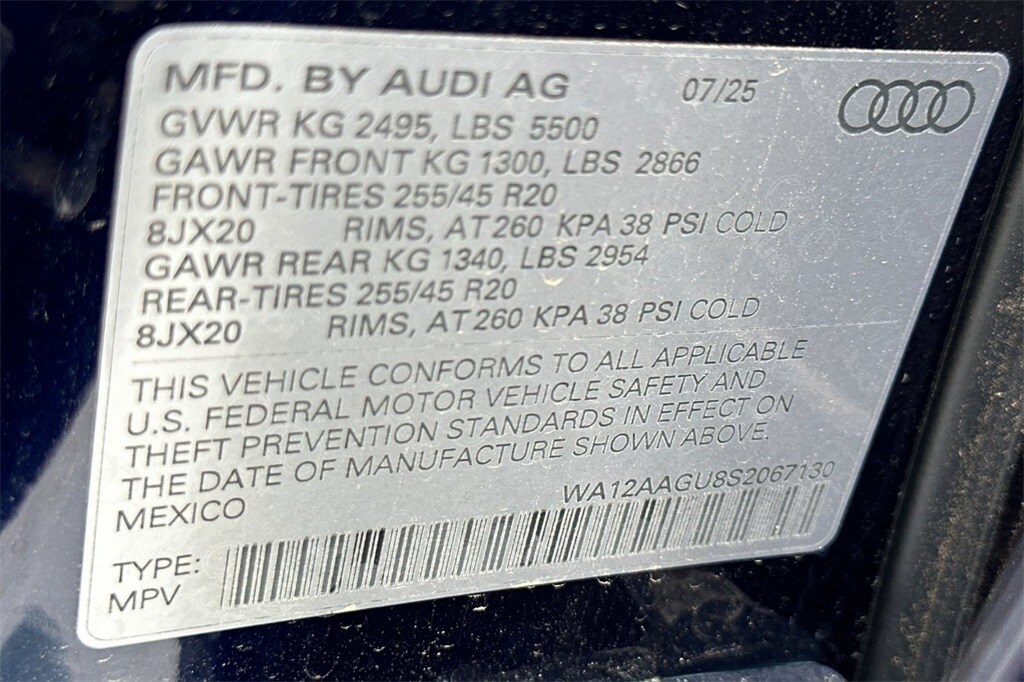 MFD. BY AUDI AG 07/25
GVWR KG 2495, LBS 5500
GAWR FRONT KG 1300, LBS 2866
FRONT-TIRES 255/45 R20
8JX20 RIMS, AT 260 KPA 38 PSI COLD
GAWR REAR KG 1340, LBS 2954
REAR-TIRES 255/45 R20
8JX20 RIMS, AT 260 KPA 38 PSI COLD
THIS VEHICLE CONFORMS TO ALL APPLICABLE
U.S. FEDERAL MOTOR VEHICLE SAFETY AND
THEFT PREVENTION STANDARDS IN EFFECT ON
THE DATE OF MANUFACTURE SHOWN ABOVE.
MEXICO WA12AAGU8S2067130
TYPE:
MPV